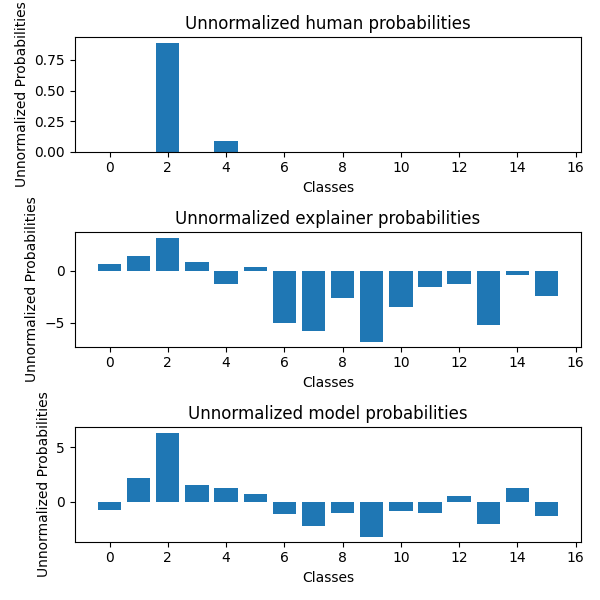 Unnormalized human probabilities
Unnormalized Probabilities
0.75
0.50
0.25
0.00
0 2 4 6 8 10 12 14 16
Classes
Unnormalized explainer probabilities
Unnormalized Probabilities
0
−5
0 2 4 6 8 10 12 14 16
Classes
Unnormalized model probabilities
Unnormalized Probabilities
5
0
0 2 4 6 8 10 12 14 16
Classes